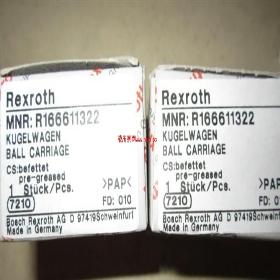 Rexroth
MNR: R166611322
KUGELWAGEN
BALL CARRIAGE
CS:befettet
pre-greased
1 Stück/Pcs. >PAP<
7210 FD: 010
Bosch Rexroth AG D 97419 Schweinfurt
Made in Germany
Rexroth
MNR: R166611322
KUGELWAGEN
BALL CARRIAGE
CS:befettet
pre-greased
1 Stück/Pcs. >PAP<
7210 FD: 010
Bosch Rexroth AG D 97419 Schweinfurt
Made in Germany